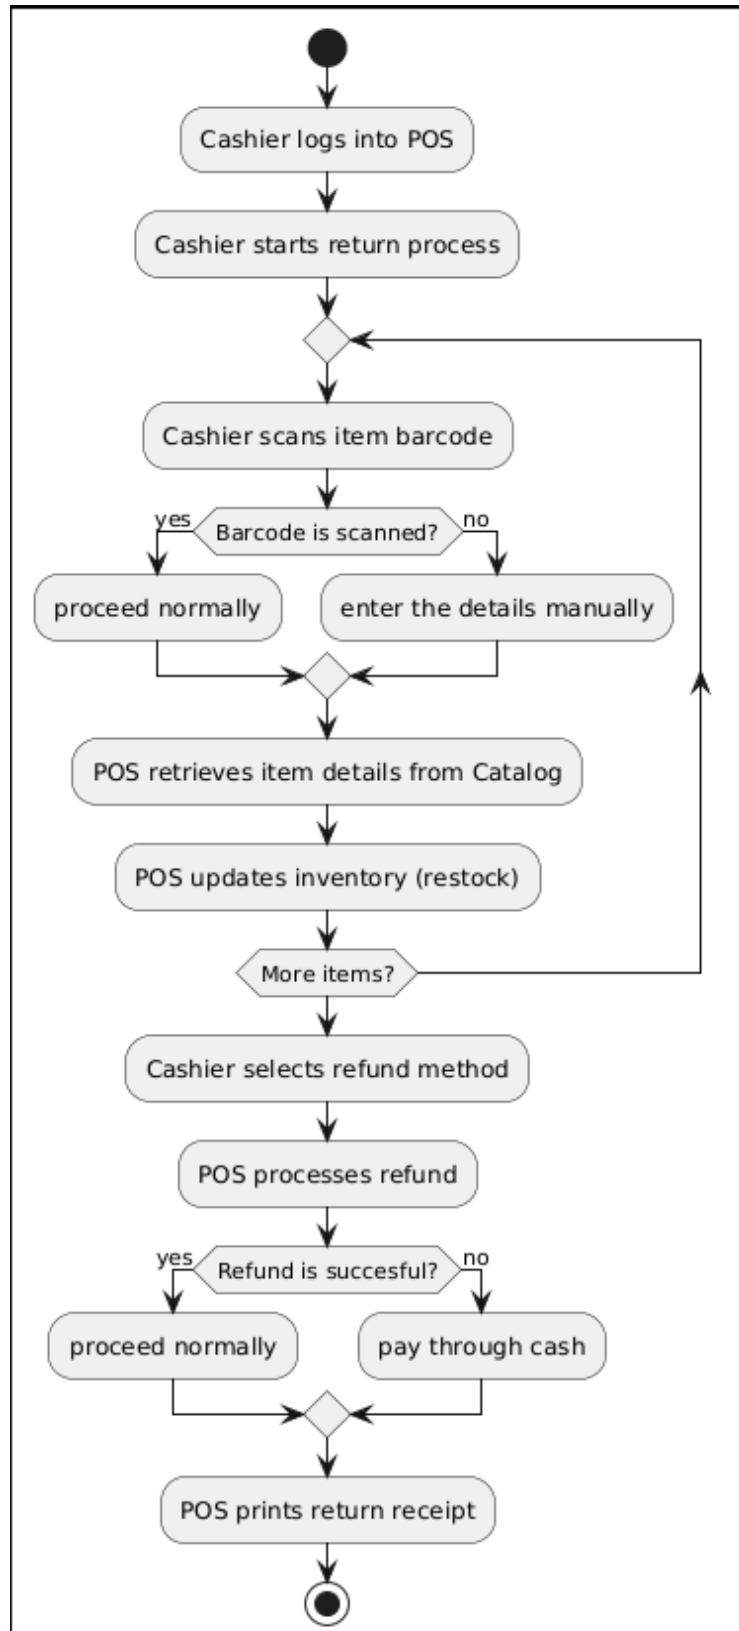 Cashier logs into POS
Cashier starts return process
Cashier scans item barcode
yes
Barcode is scanned?
no
proceed normally
enter the details manually
POS retrieves item details from Catalog
POS updates inventory (restock)
More items?
Cashier selects refund method
POS processes refund
yes
Refund is succesful?
no
proceed normally
pay through cash
POS prints return receipt